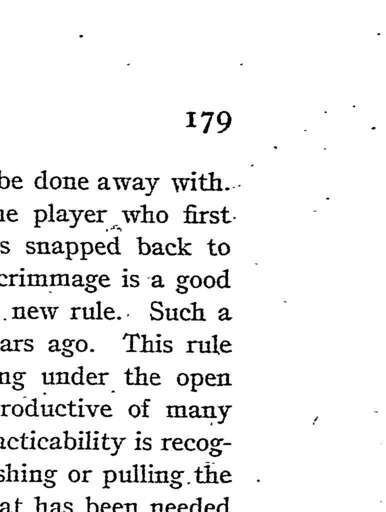 179
be done away with.
ne player who first
s snapped back to
crimmage is a good
new rule. Such a
ars ago. This rule
ng under the open
roductive of many
acticability is recog-
shing or pulling the
at has been needed